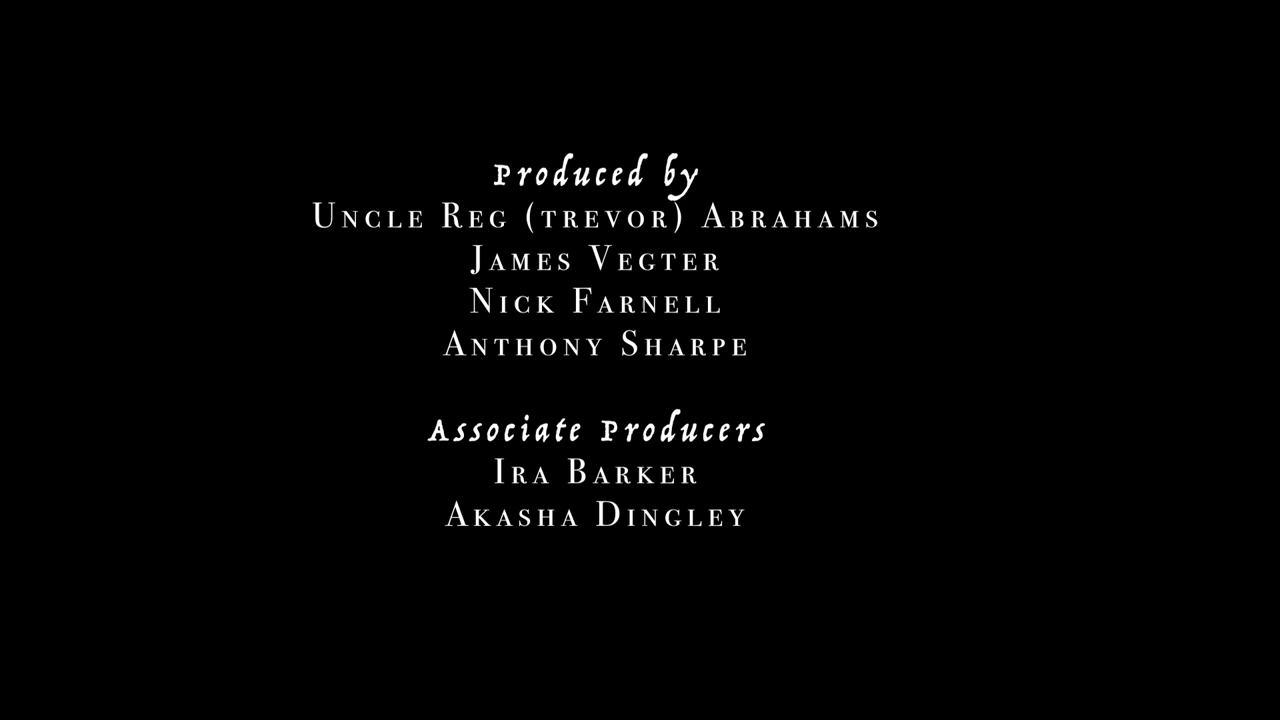 Produced by
Uncle Reg (trevor) Abrahams
James Vegter
Nick Farnell
Anthony Sharpe
Associate Producers
Ira Barker
Akasha Dingley